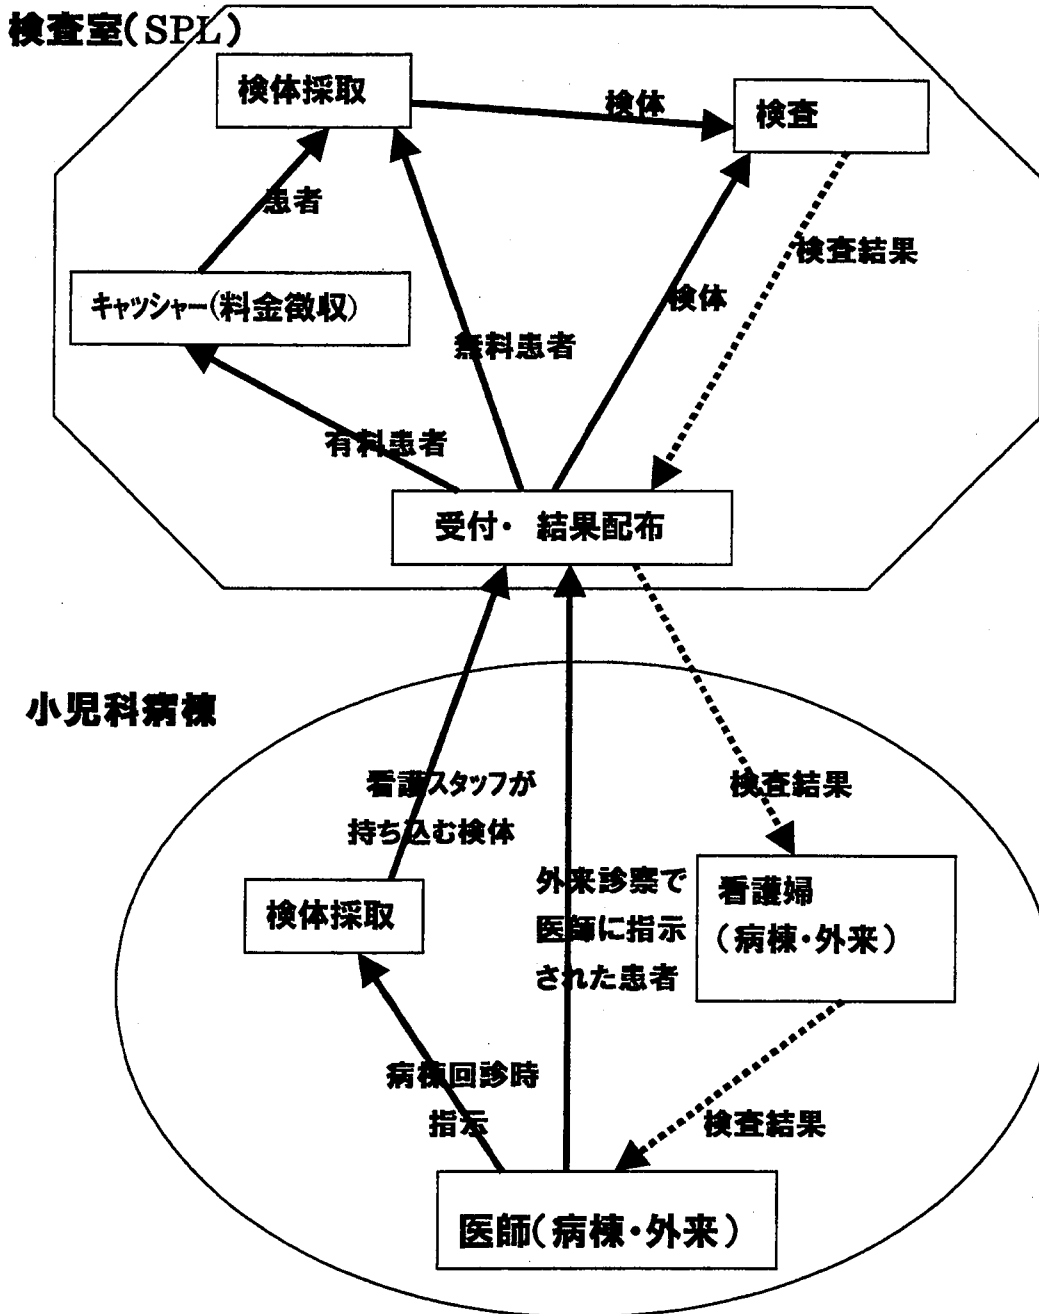 検査室(SPL)
検体採取
検体
検査
患者
検査結果
キャッシャー(料金徴収)
検体
無料患者
有料患者
受付・ 結果配布
小児科病棟
看護スタッフが
持ち込む検体
検査結果
外来診察で
医師に指示
された患者
看護婦
(病棟・外来)
検体採取
病棟回診時
指示
検査結果
医師(病棟・外来)